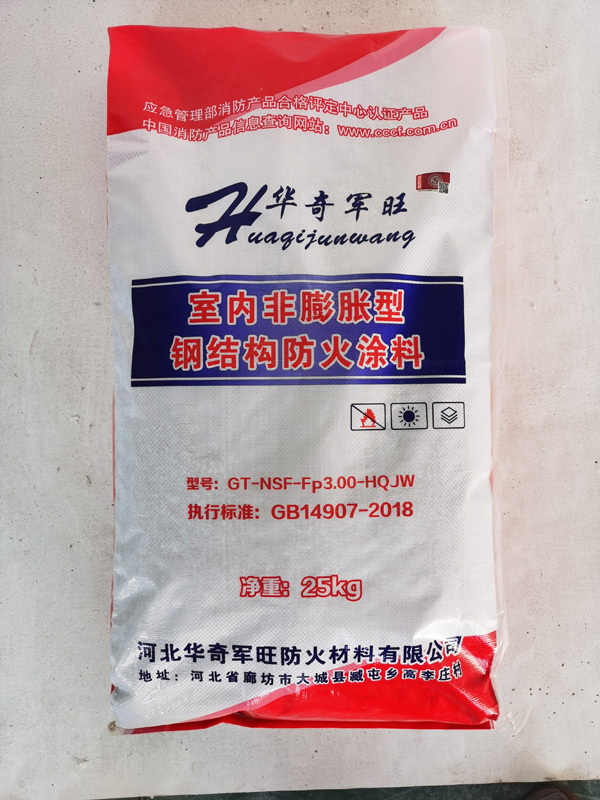 应急管理部消防产品合格评定中心认证产品
中国消防产品信息查询网站：www.cccf.com.cn
华奇军旺
Huaqijunwang
室内非膨胀型
钢结构防火涂料
型号：GT-NSF-Fp3.00-HQJW
执行标准：GB14907-2018
净重：25kg
河北华奇军旺防火材料有限公司
地址：河北省廊坊市大城县臧屯乡高李庄村